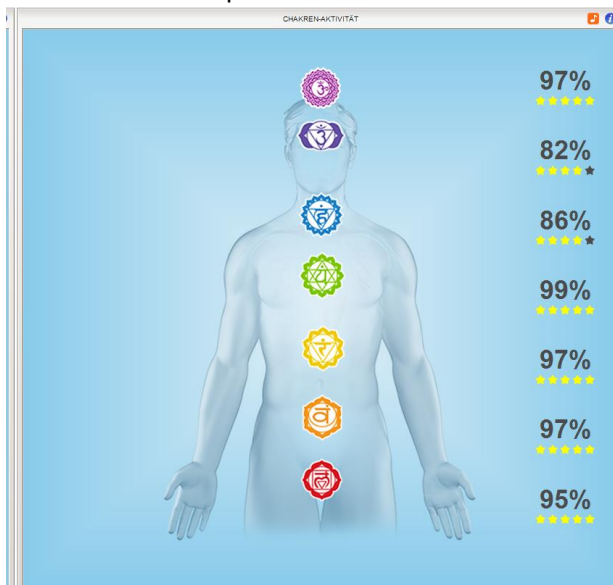 CHAKREN-AKTIVITÄT
97%
82%
86%
99%
97%
97%
95%
ॐ
ॐ
हं
यं
रं
वं
लं